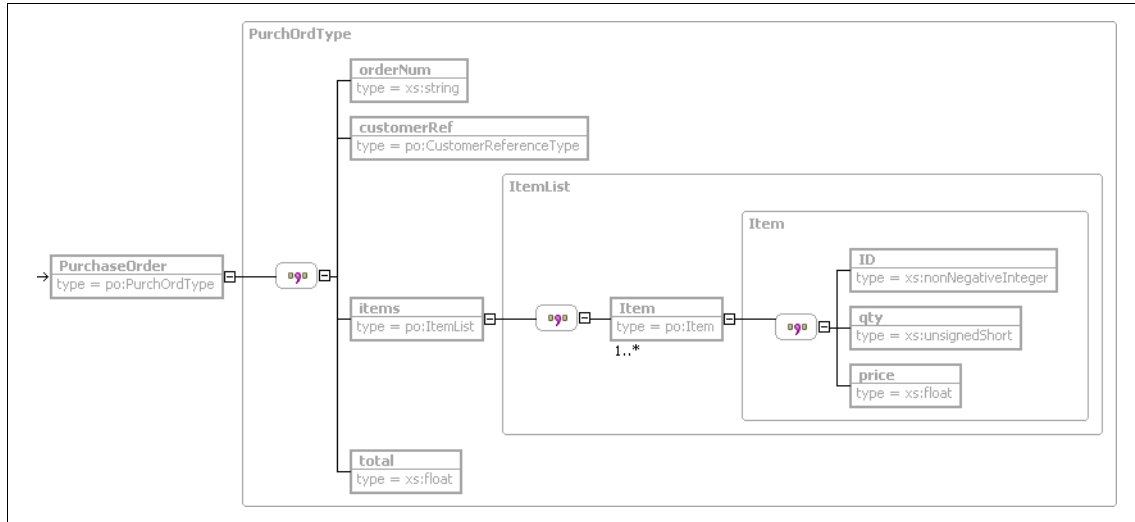 PurchOrdType
orderNum
type = xs:string
customerRef
type = po:CustomerReferenceType
ItemList
Item
PurchaseOrder
type = po:PurchOrdType
items
type = po:ItemList
Item
type = po:Item
1..*
ID
type = xs:nonNegativeInteger
qty
type = xs:unsignedShort
price
type = xs:float
total
type = xs:float